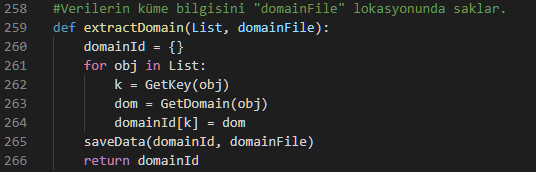 258 #Verilerin küme bilgisini "domainFile" lokasyonunda saklar.
259 def extractDomain(List, domainFile):
260     domainId = {}
261     for obj in List:
262         k = GetKey(obj)
263         dom = GetDomain(obj)
264         domainId[k] = dom
265     saveData(domainId, domainFile)
266     return domainId